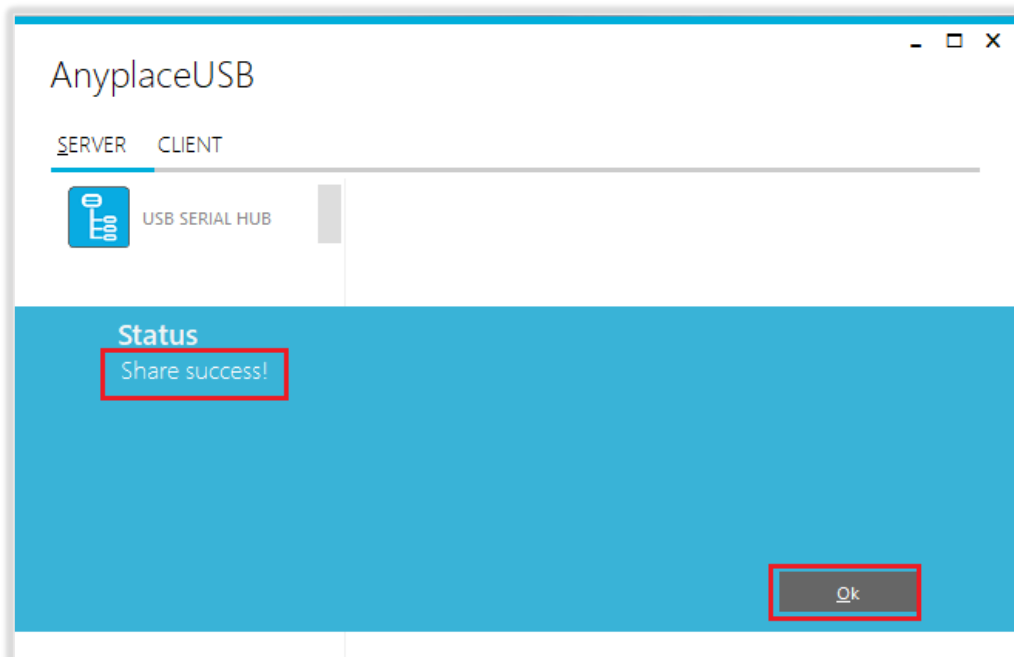 AnyplaceUSB
SERVER CLIENT
USB SERIAL HUB
Status
Share success!
Ok